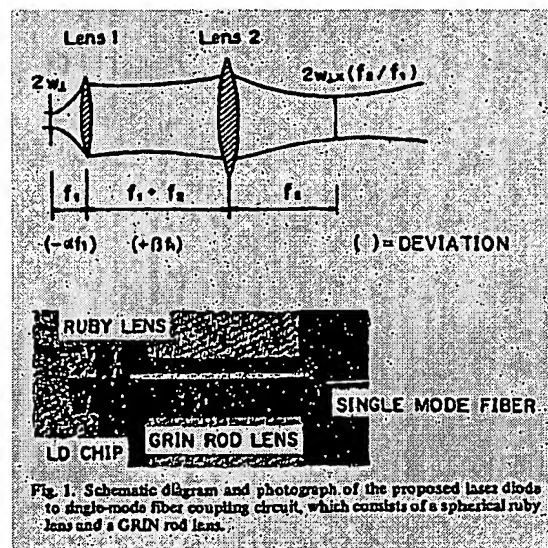 Lens 1 Lens 2
2w⊥ 2w⊥x(f₂/f₁)
f₁ f₁ + f₂ f₂
(-αf₁) (+βf₁) ( )= DEVIATION
RUBY LENS
SINGLE MODE FIBER
GRIN ROD LENS
LD CHIP
Fig. 1. Schematic diagram and photograph of the proposed laser diode
to single-mode fiber coupling circuit, which consists of a spherical ruby
lens and a GRIN rod lens.